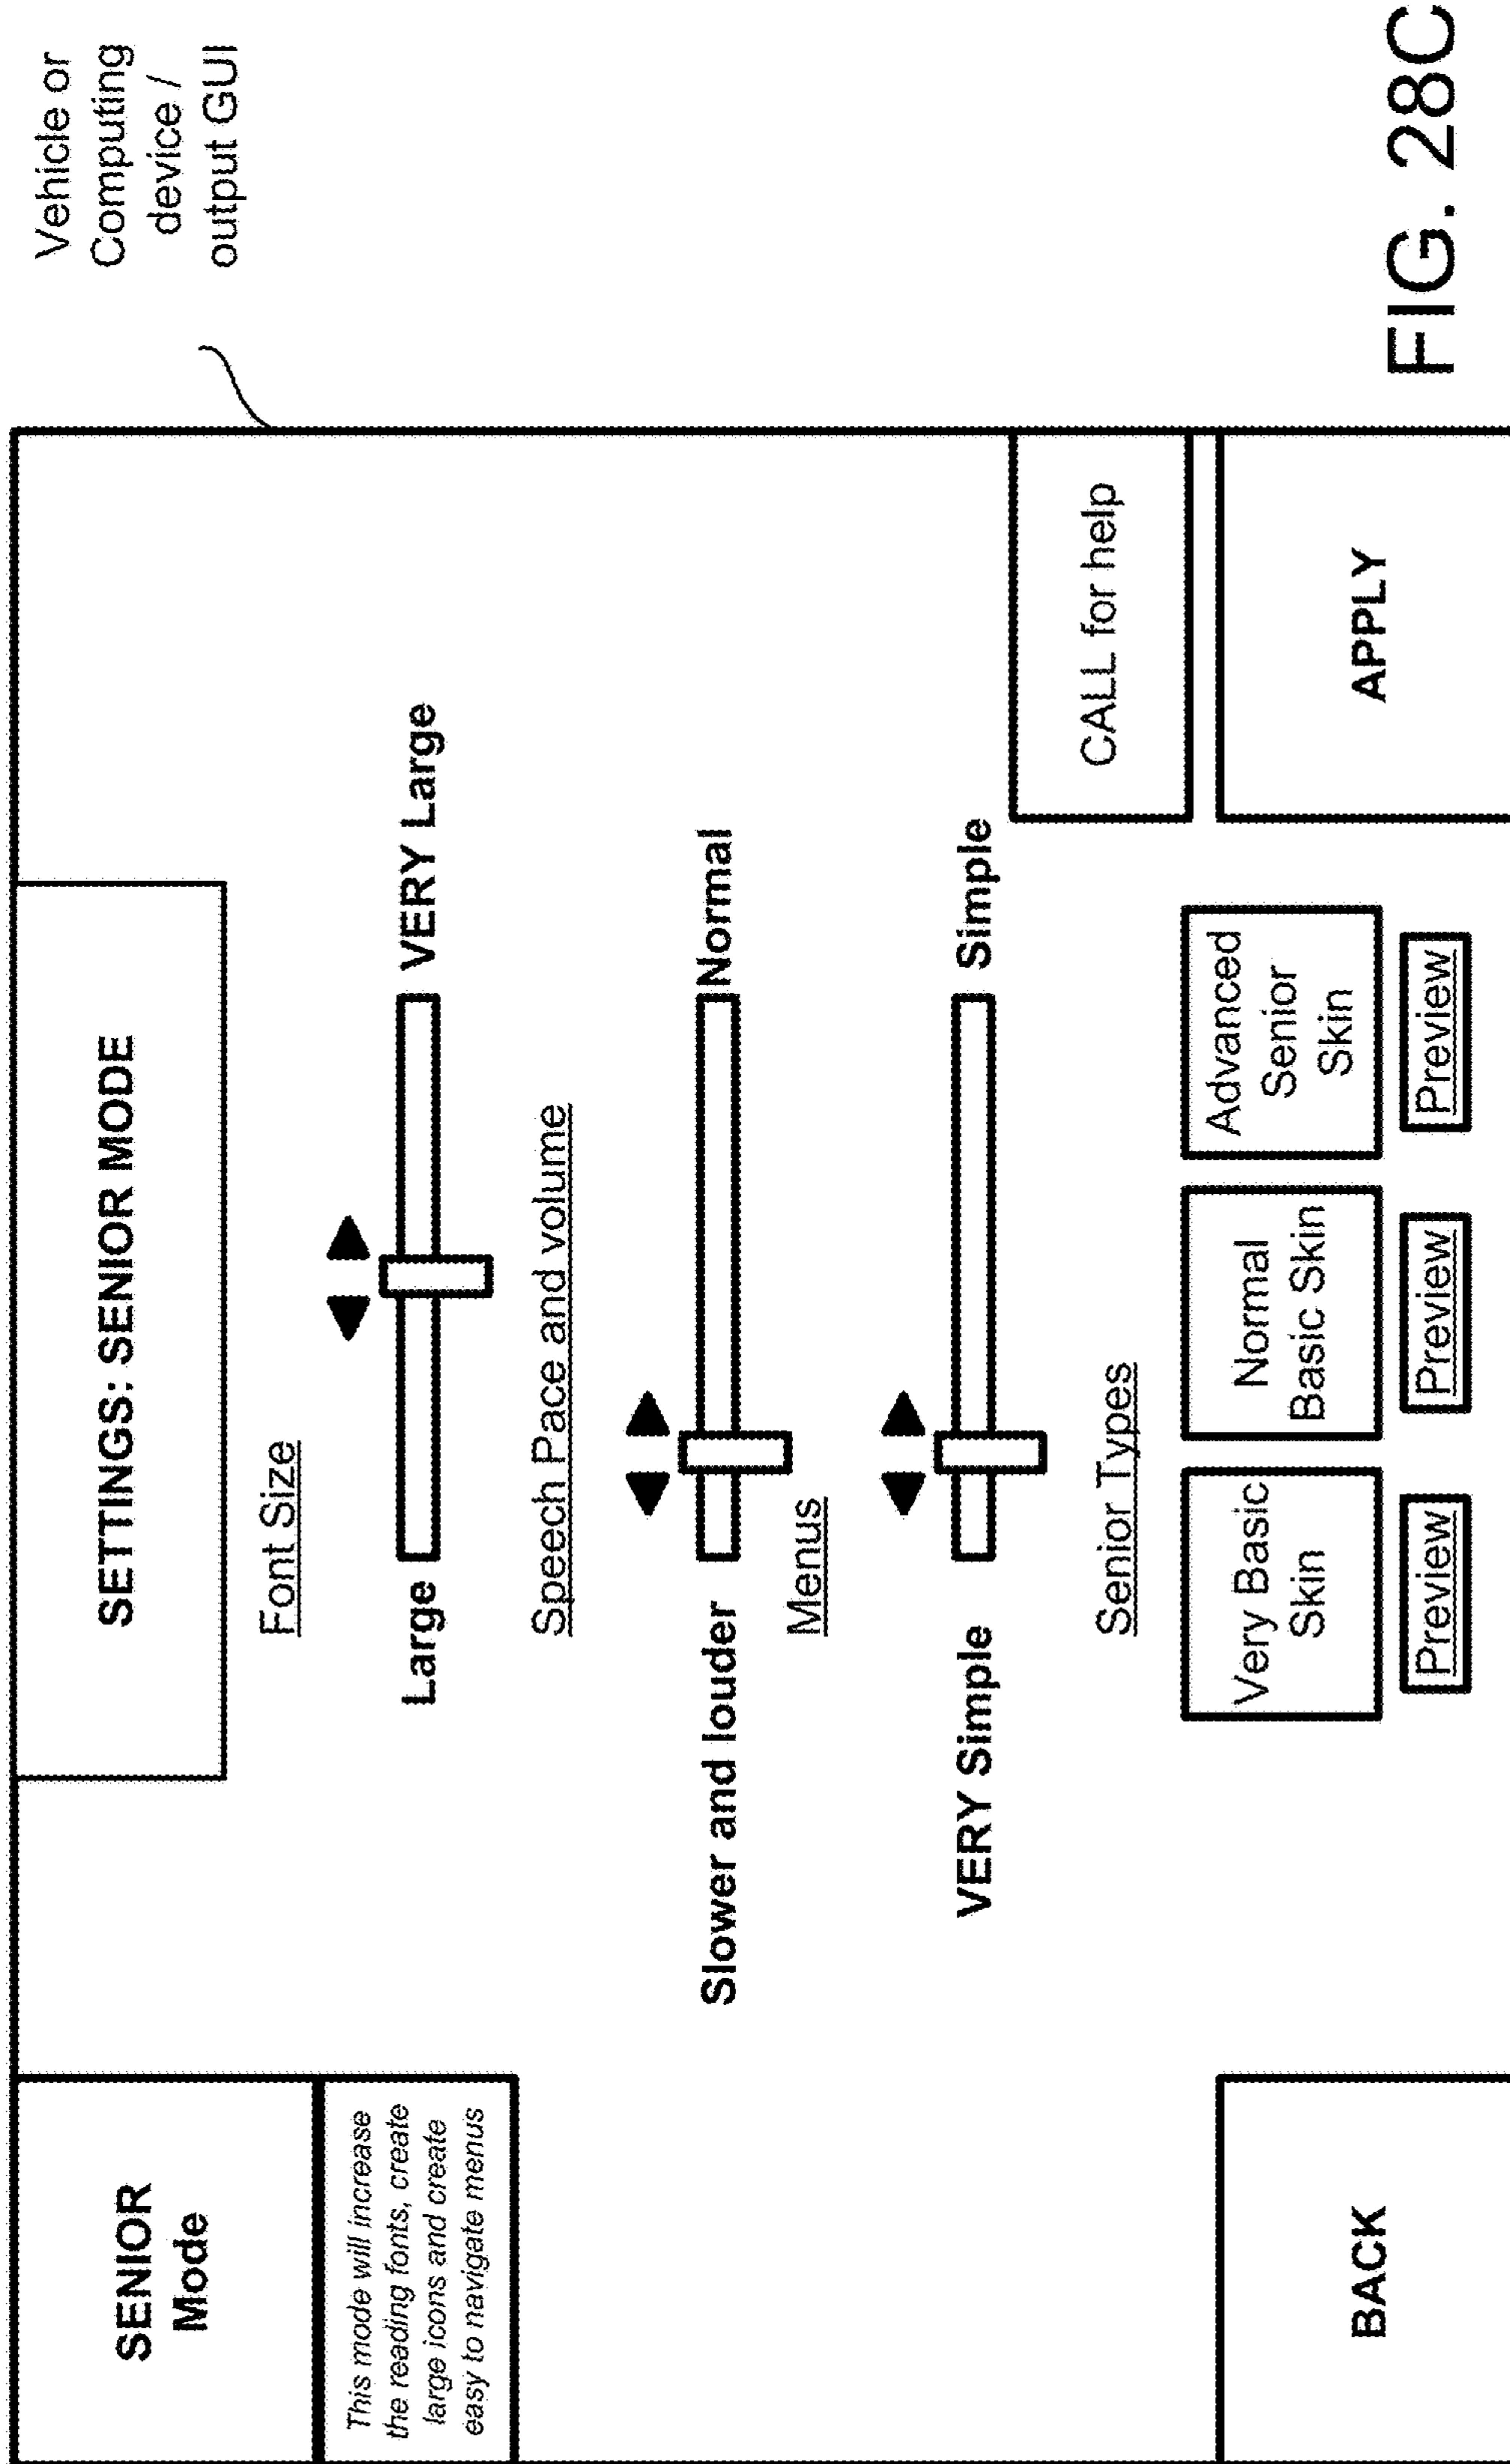 SENIOR
Mode
This mode will increase
the reading fonts, create
large icons and create
easy to navigate menus
SETTINGS: SENIOR MODE
Vehicle or
Computing
device /
output GUI
Font Size
Large
VERY Large
Speech Pace and volume
Slower and louder
Normal
Menus
VERY Simple
Simple
Senior Types
Very Basic
Skin
Normal
Basic Skin
Advanced
Senior
Skin
Preview
Preview
Preview
CALL for help
BACK
APPLY
FIG. 28C